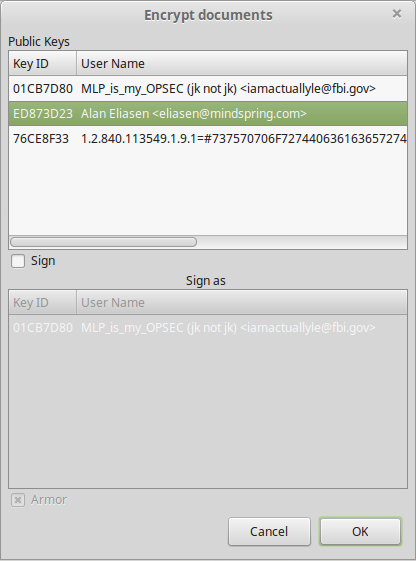 Encrypt documents
Public Keys
Key ID User Name
01CB7D80 MLP_is_my_OPSEC (jk not jk) <iamactuallyle@fbi.gov>
ED873D23 Alan Eliasen <eliasen@mindspring.com>
76CE8F33 1.2.840.113549.1.9.1=#737570706F727440636163657274
Sign
Sign as
Key ID User Name
01CB7D80 MLP_is_my_OPSEC (jk not jk) <iamactuallyle@fbi.gov>
Armor
Cancel OK